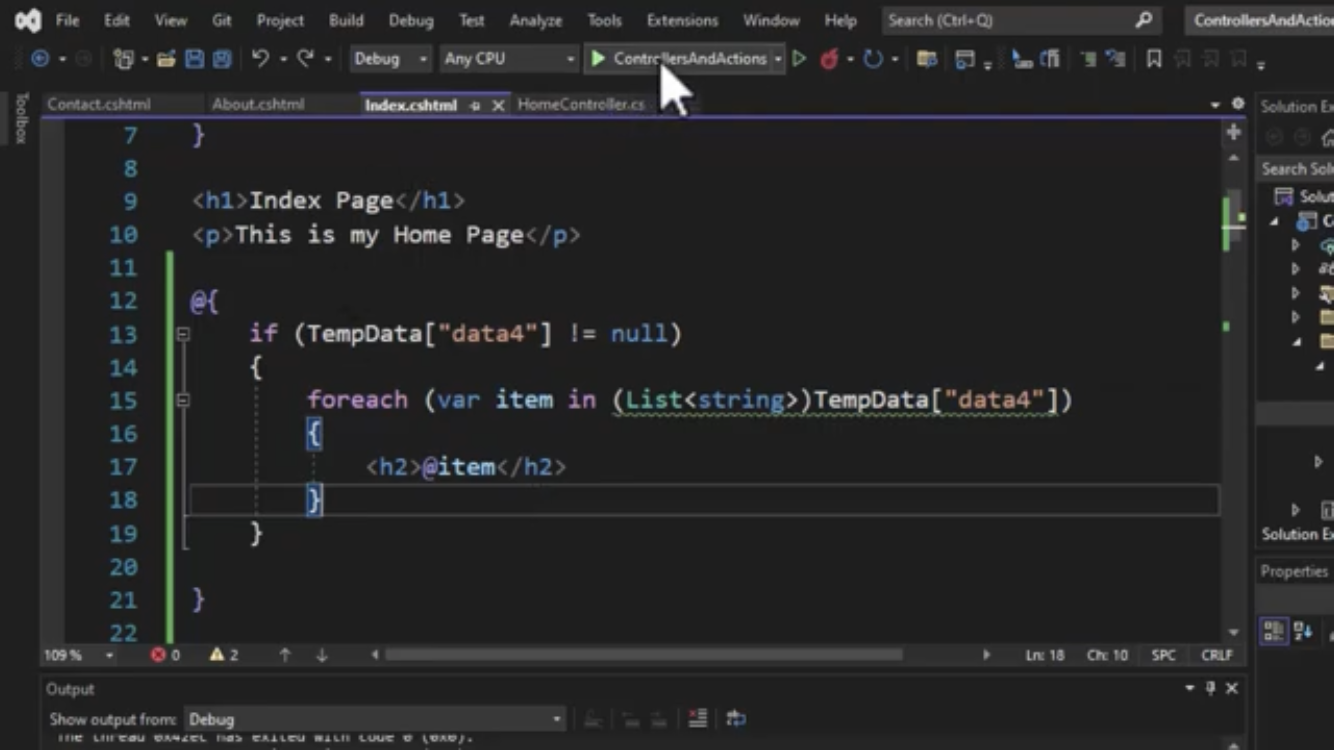 File Edit View Git Project Build Debug Test Analyze Tools Extensions Window Help Search (Ctrl+Q) ControllersAndActio
Debug Any CPU ControllersAndActions
Toolbox
Contact.cshtml About.cshtml Index.cshtml HomeController.cs
Solution Ex
Search Solu
Solut
7 }
8
9 <h1>Index Page</h1>
10 <p>This is my Home Page</p>
11
12 @{
13 if (TempData["data4"] != null)
14 {
15 foreach (var item in (List<string>)TempData["data4"])
16 {
17 <h2>@item</h2>
18 }
19 }
20
21 }
22
109 % 0 2 Ln: 18 Ch: 10 SPC CRLF
Solution Ex
Properties
Output
Show output from: Debug
The thread 0x42ec has exited with code 0 (0x0).